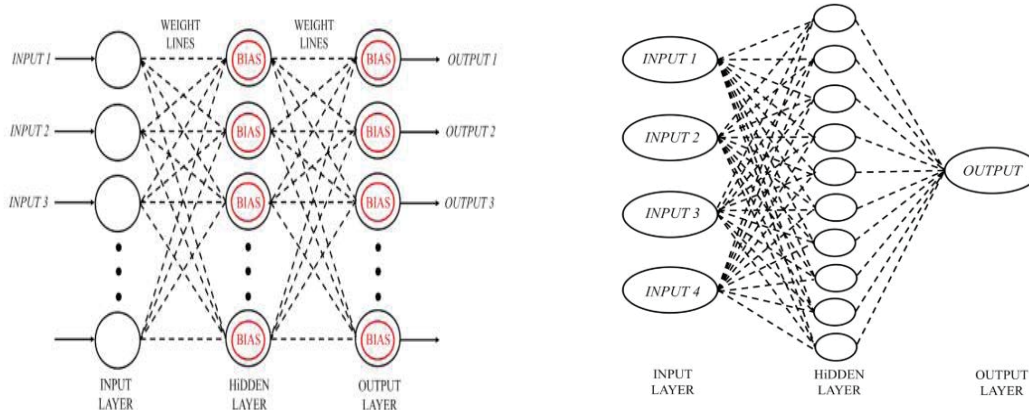 WEIGHT
LINES
WEIGHT
LINES
INPUT 1
BIAS
BIAS
OUTPUT 1
INPUT 2
BIAS
BIAS
OUTPUT 2
INPUT 3
BIAS
BIAS
OUTPUT 3
BIAS
BIAS
INPUT
LAYER
HiDDEN
LAYER
OUTPUT
LAYER
INPUT 1
INPUT 2
OUTPUT
INPUT 3
INPUT 4
INPUT
LAYER
HiDDEN
LAYER
OUTPUT
LAYER